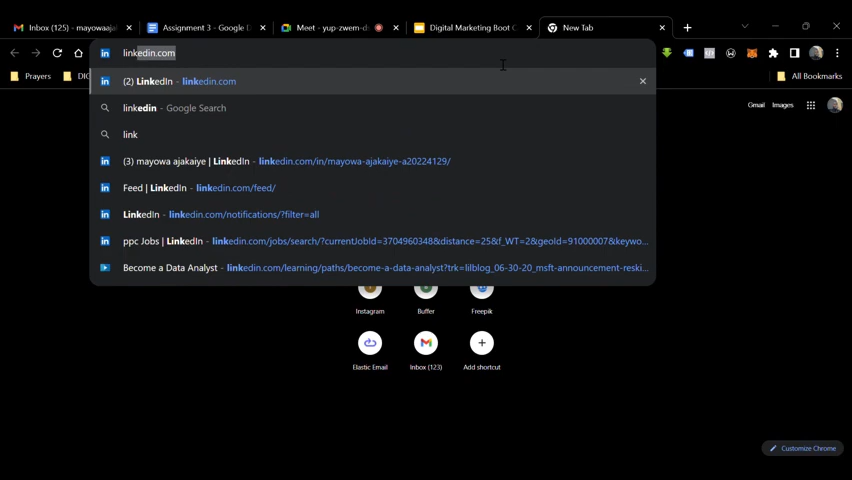 Inbox (123) - mayowaajak
Assignment 3 - Google D
Meet - yup-zwem-d
Digital Marketing Boot C
New Tab
linkedin.com
Prayers
All Bookmarks
(2) LinkedIn - linkedin.com
linkedin - Google Search
Gmail Images
link
(3) mayowa ajakaiye | LinkedIn - linkedin.com/in/mayowa-ajakaiye-a20224129/
Feed | LinkedIn - linkedin.com/feed/
LinkedIn - linkedin.com/notifications/?filter=all
ppc Jobs | LinkedIn - linkedin.com/jobs/search/?currentJobId=3704960348&distance=25&f_WT=2&geoId=91000007&keywo...
Become a Data Analyst - linkedin.com/learning/paths/become-a-data-analyst?trk=lilblog_06-30-20_msft-announcement-reski...
Instagram Buffer Freepik
Elastic Email Inbox (123) Add shortcut
Customize Chrome